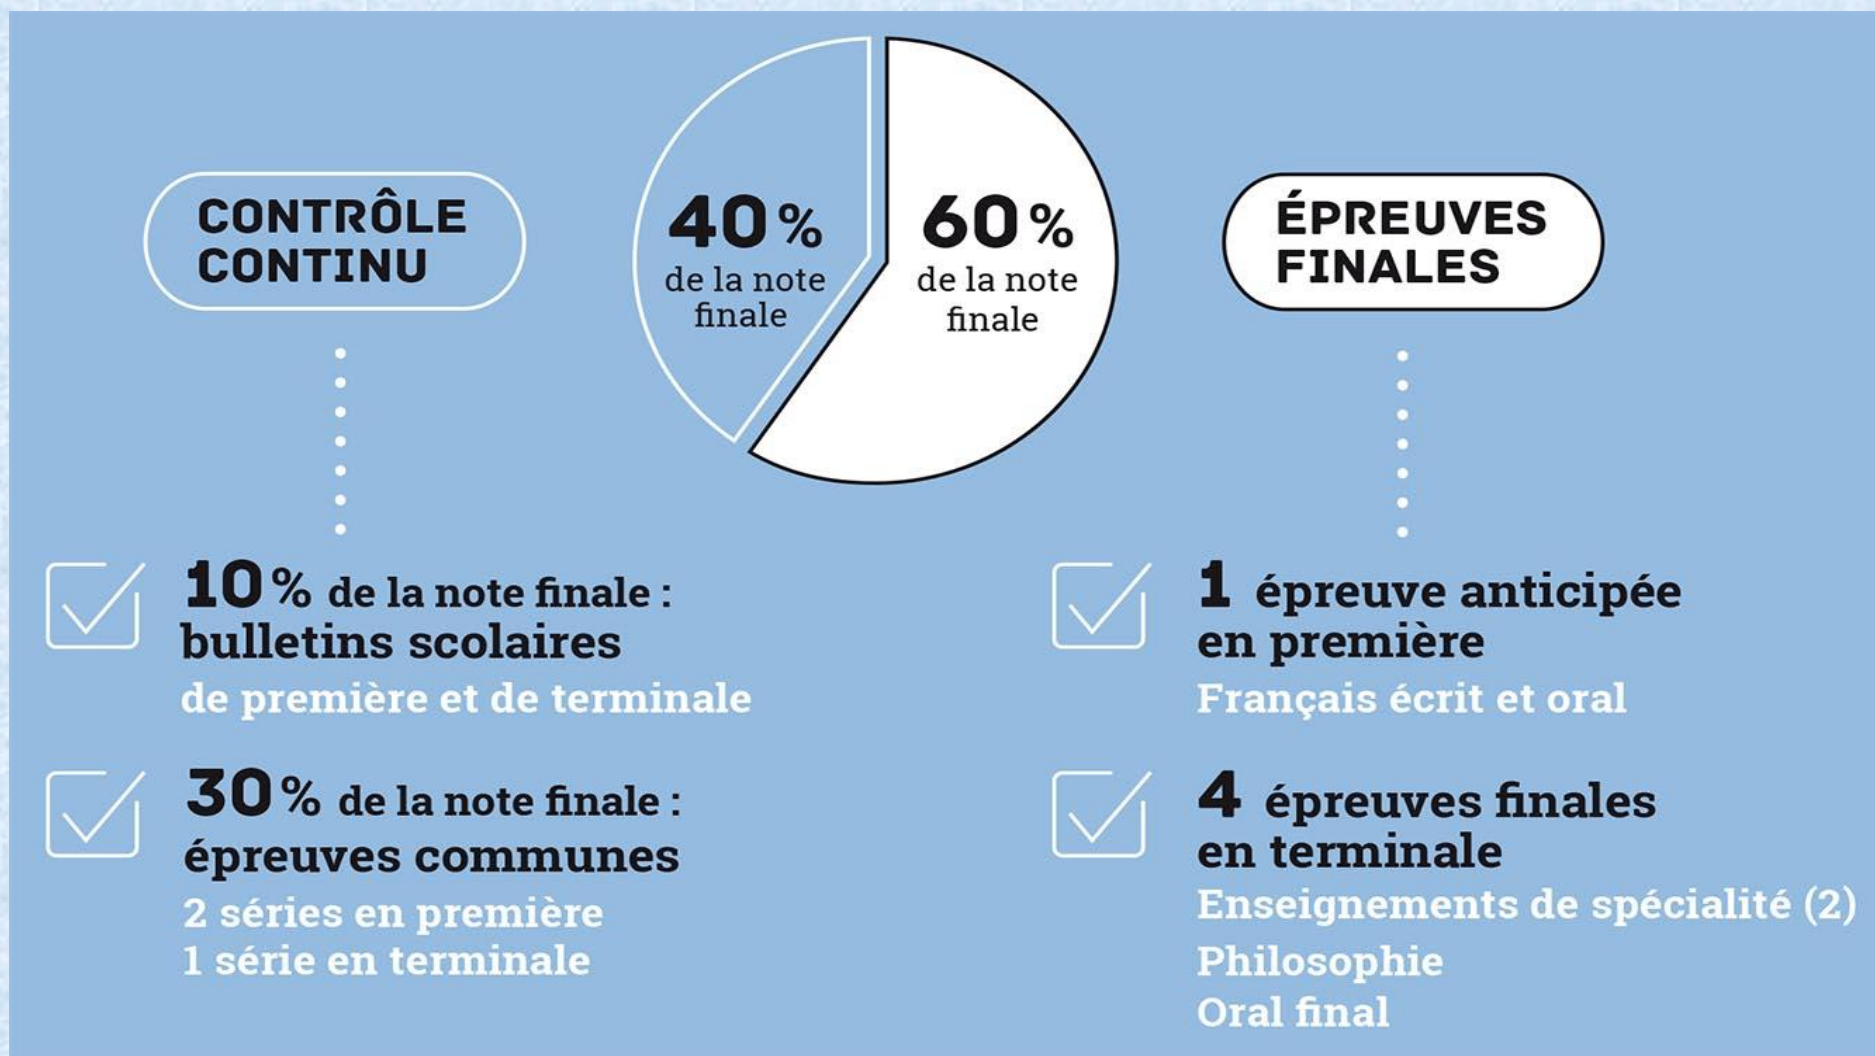 CONTRÔLE
CONTINU
40%
de la note
finale
60%
de la note
finale
ÉPREUVES
FINALES
10% de la note finale :
bulletins scolaires
de première et de terminale
30% de la note finale :
épreuves communes
2 séries en première
1 série en terminale
1 épreuve anticipée
en première
Français écrit et oral
4 épreuves finales
en terminale
Enseignements de spécialité (2)
Philosophie
Oral final